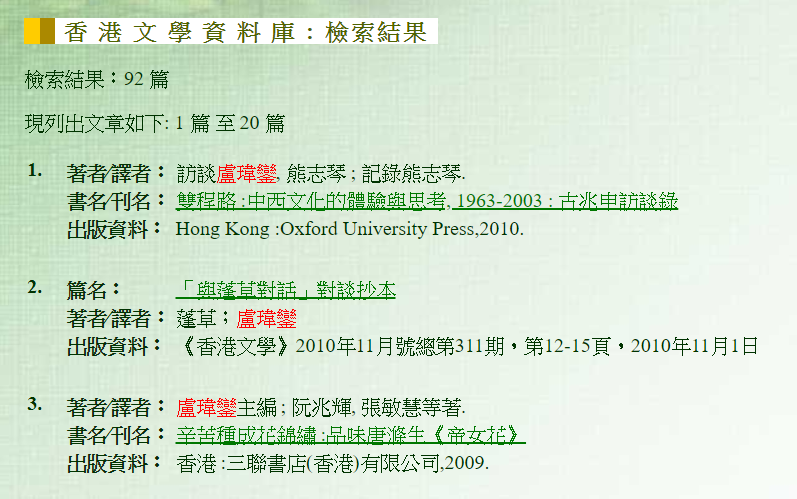 香港文學資料庫：檢索結果
檢索結果：92 篇
現列出文章如下: 1 篇 至 20 篇
1. 著者/譯者： 訪談盧瑋鑾, 熊志琴 ; 記錄熊志琴.
書名/刊名： 雙程路 :中西文化的體驗與思考, 1963-2003 : 古兆申訪談錄
出版資料： Hong Kong :Oxford University Press,2010.
2. 篇名： 「與蓬草對話」對談抄本
著者/譯者： 蓬草；盧瑋鑾
出版資料： 《香港文學》2010年11月號總第311期，第12-15頁，2010年11月1日
3. 著者/譯者： 盧瑋鑾主編 ; 阮兆輝, 張敏慧等著.
書名/刊名： 辛苦種成花錦繡 :品味唐滌生《帝女花》
出版資料： 香港 :三聯書店(香港)有限公司,2009.